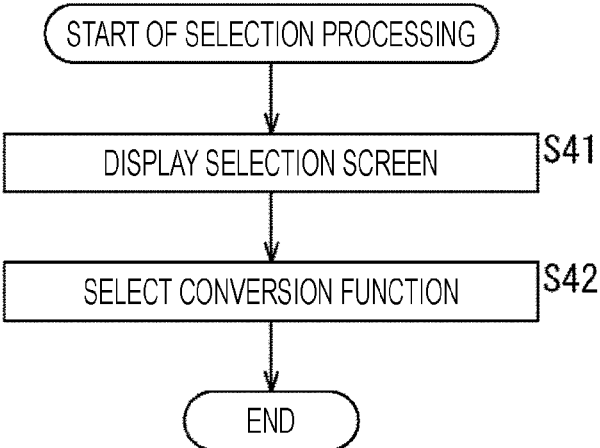 START OF SELECTION PROCESSING
DISPLAY SELECTION SCREEN
S41
SELECT CONVERSION FUNCTION
S42
END